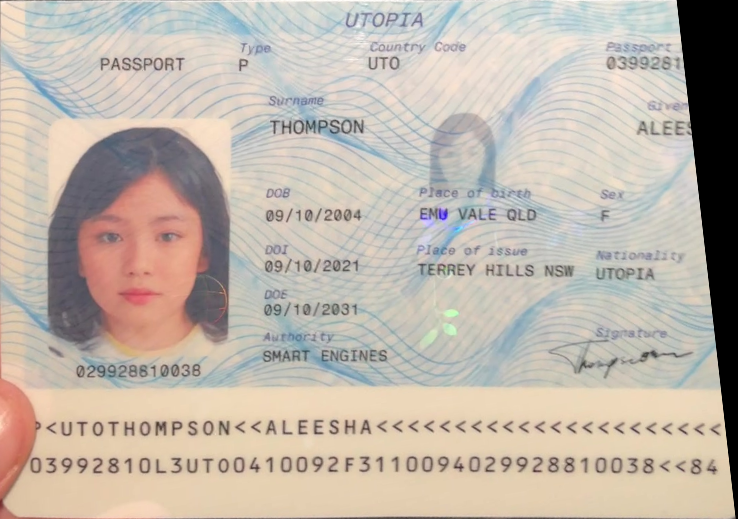 UTOPIA
Type Country Code Passport
PASSPORT P UTO 0399281
Surname Given
THOMPSON ALEES
DOB Place of birth Sex
09/10/2004 EMU VALE QLD F
DOI Place of issue Nationality
09/10/2021 TERREY HILLS NSW UTOPIA
DOE
09/10/2031
Authority Signature
SMART ENGINES Thompson
029928810038
P<UTOTHOMPSON<<ALEESHA<<<<<<<<<<<<<<<<<<<<<
03992810L3UTO0410092F3110094029928810038<<84